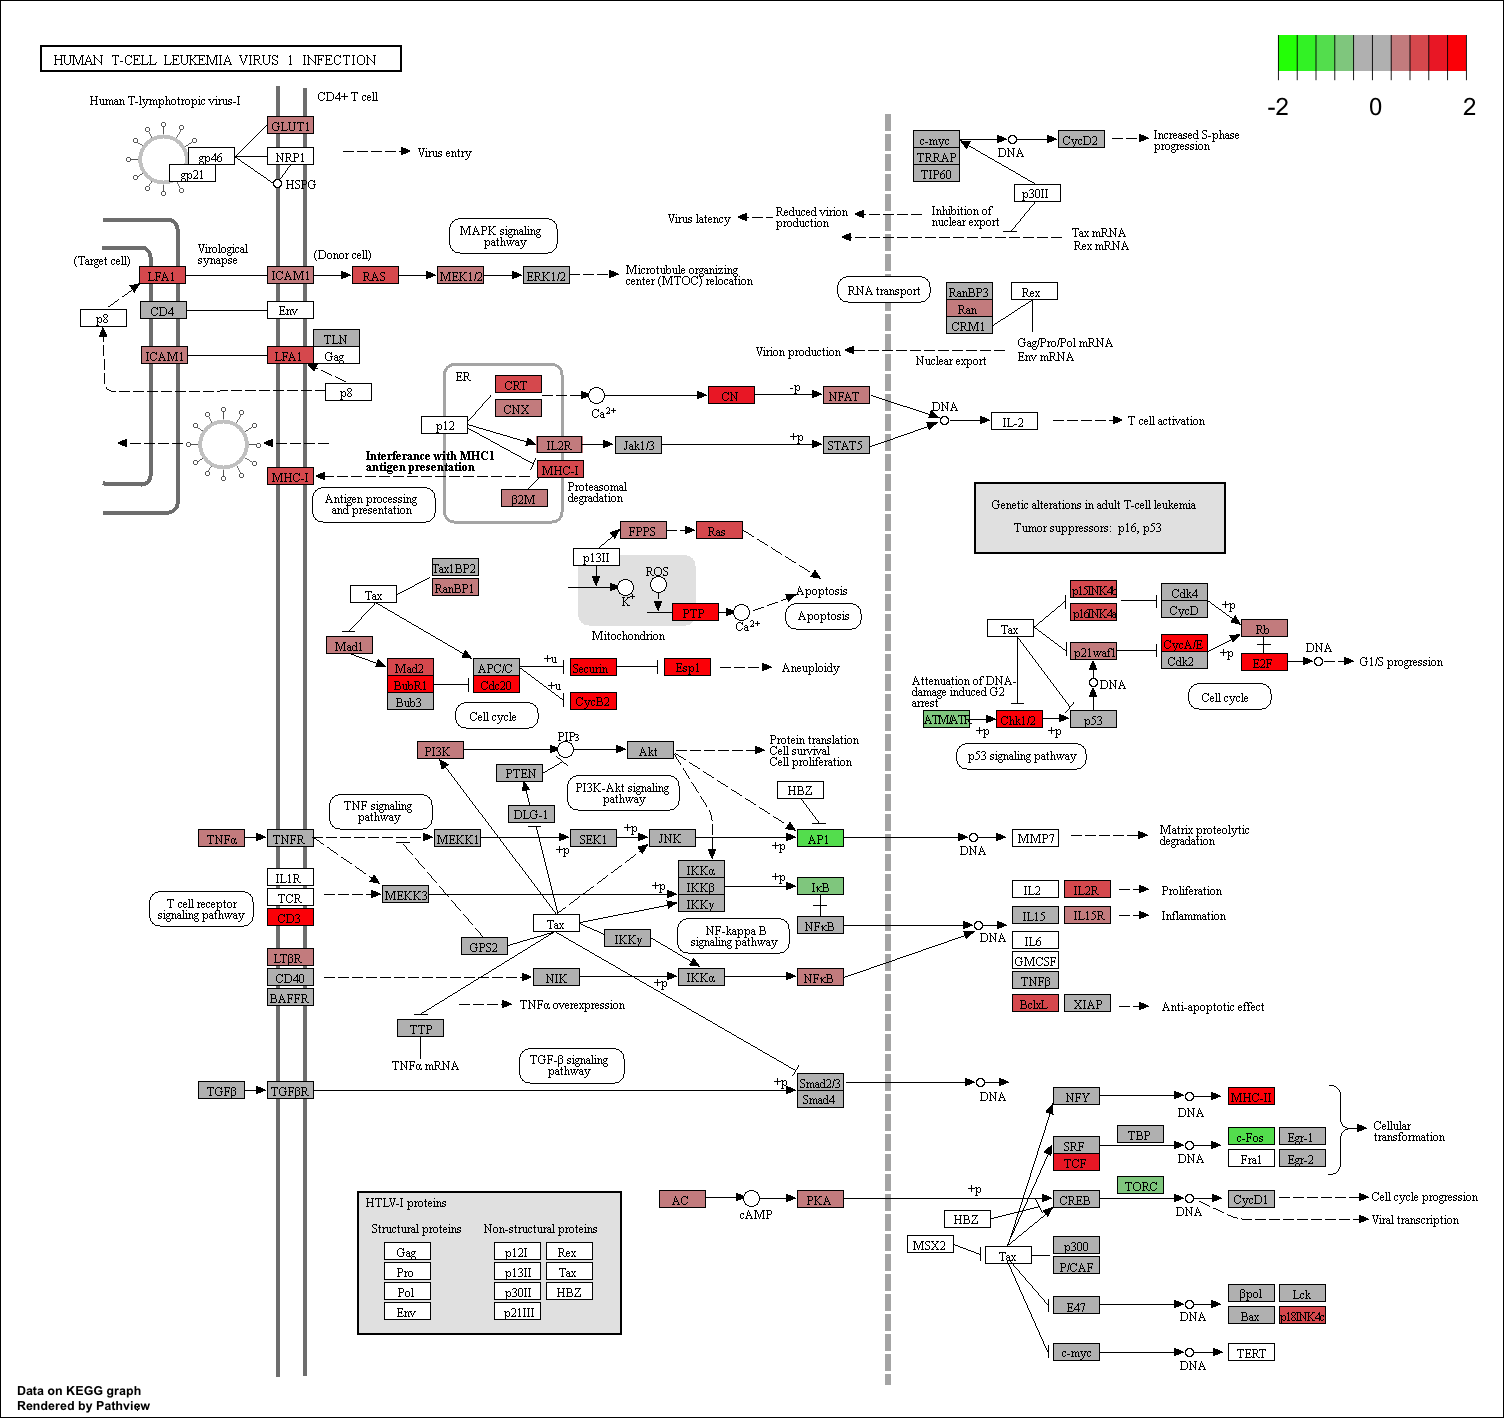 HUMAN T-CELL LEUKEMIA VIRUS 1 INFECTION
-2
0
2
Human T-lymphotropic virus-I
CD4+ T cell
GLUT1
gp46
NRP1
gp21
HSPG
Virus entry
c-myc
TRRAP
TIP60
DNA
CycD2
Increased S-phase
progression
p30II
Virus latency
Reduced virion
production
Inhibition of
nuclear export
Tax mRNA
Rex mRNA
MAPK signaling
pathway
Virological
synapse
(Target cell)
(Donor cell)
LFA1
ICAM1
RAS
MEK1/2
ERK1/2
Microtubule organizing
center (MTOC) relocation
CD4
Env
p8
TLN
ICAM1
LFA1
Gag
p8
RNA transport
RanBP3
Ran
CRM1
Rex
Gag/Pro/Pol mRNA
Env mRNA
Virion production
Nuclear export
ER
CRT
CNX
p12
Ca2+
CN
-p
NFAT
DNA
IL-2
T cell activation
IL2R
Jak1/3
+p
STAT5
Interferance with MHC1
antigen presentation
MHC-I
MHC-I
β2M
Proteasomal
degradation
Antigen processing
and presentation
Genetic alterations in adult T-cell leukemia
Tumor suppressors: p16, p53
FPPS
Ras
p13II
ROS
K+
PTP
Ca2+
Apoptosis
Apoptosis
Mitochondrion
Tax1BP2
RanBP1
Tax
Mad1
Mad2
BubR1
Bub3
APC/C
Cdc20
+u
+u
Securin
Esp1
Aneuploidy
CycB2
Cell cycle
p15INK4b
p16INK4a
Cdk4
CycD
+p
Tax
p21waf1
CycA/E
Cdk2
+p
Rb
E2F
DNA
G1/S progression
Attenuation of DNA-
damage induced G2
arrest
DNA
ATM/ATR
+p
Chk1/2
+p
p53
Cell cycle
p53 signaling pathway
PI3K
PIP3
Akt
Protein translation
Cell survival
Cell proliferation
PTEN
PI3K-Akt signaling
pathway
DLG-1
HBZ
TNF signaling
pathway
TNFα
TNFR
MEKK1
+p
SEK1
+p
JNK
+p
AP1
DNA
MMP7
Matrix proteolytic
degradation
IL1R
TCR
CD3
T cell receptor
signaling pathway
MEKK3
+p
IKKα
IKKβ
IKKγ
+p
IκB
NFκB
Tax
GPS2
IKKγ
NF-kappa B
signaling pathway
DNA
IL2
IL2R
Proliferation
IL15
IL15R
Inflammation
IL6
GMCSF
TNFβ
BclxL
XIAP
Anti-apoptotic effect
LTβR
CD40
BAFFR
NIK
+p
IKKα
NFκB
TNFα overexpression
TTP
TNFα mRNA
TGF-β signaling
pathway
TGFβ
TGFβR
+p
Smad2/3
Smad4
DNA
NFY
DNA
MHC-II
SRF
TCF
TBP
DNA
c-Fos
Egr-1
Fra1
Egr-2
Cellular
transformation
AC
cAMP
PKA
+p
CREB
TORC
DNA
CycD1
Cell cycle progression
Viral transcription
HBZ
MSX2
Tax
p300
P/CAF
E47
DNA
βpol
Lck
Bax
p18INK4c
c-myc
DNA
TERT
HTLV-I proteins
Structural proteins
Non-structural proteins
Gag
p12I
Rex
Pro
p13II
Tax
Pol
p30II
HBZ
Env
p21III
Data on KEGG graph
Rendered by Pathview